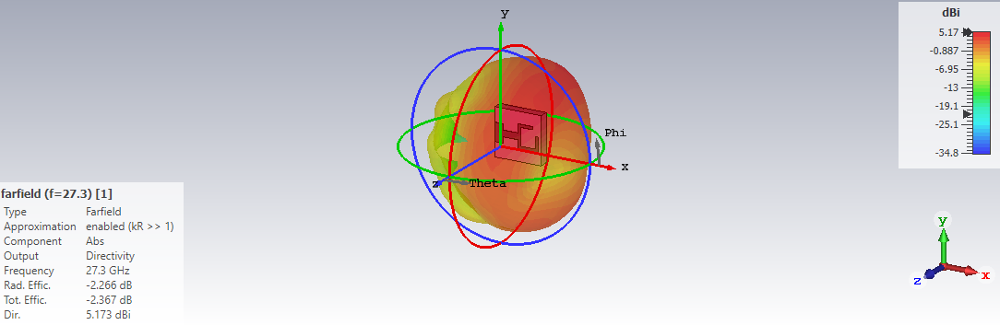 y
Phi
x
z
Theta
dBi
5.17
-0.887
-6.95
-13
-19.1
-25.1
-34.8
farfield (f=27.3) [1]
Type Farfield
Approximation enabled (kR >> 1)
Component Abs
Output Directivity
Frequency 27.3 GHz
Rad. Effic. -2.266 dB
Tot. Effic. -2.367 dB
Dir. 5.173 dBi
y
z
x